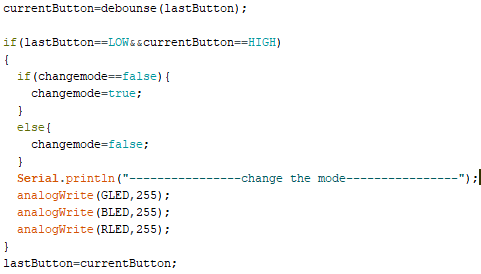 currentButton=debounse(lastButton);
if(lastButton==LOW&&currentButton==HIGH)
{
if(changemode==false){
changemode=true;
}
else{
changemode=false;
}
Serial.println("----------------change the mode----------------");
analogWrite(GLED,255);
analogWrite(BLED,255);
analogWrite(RLED,255);
}
lastButton=currentButton;